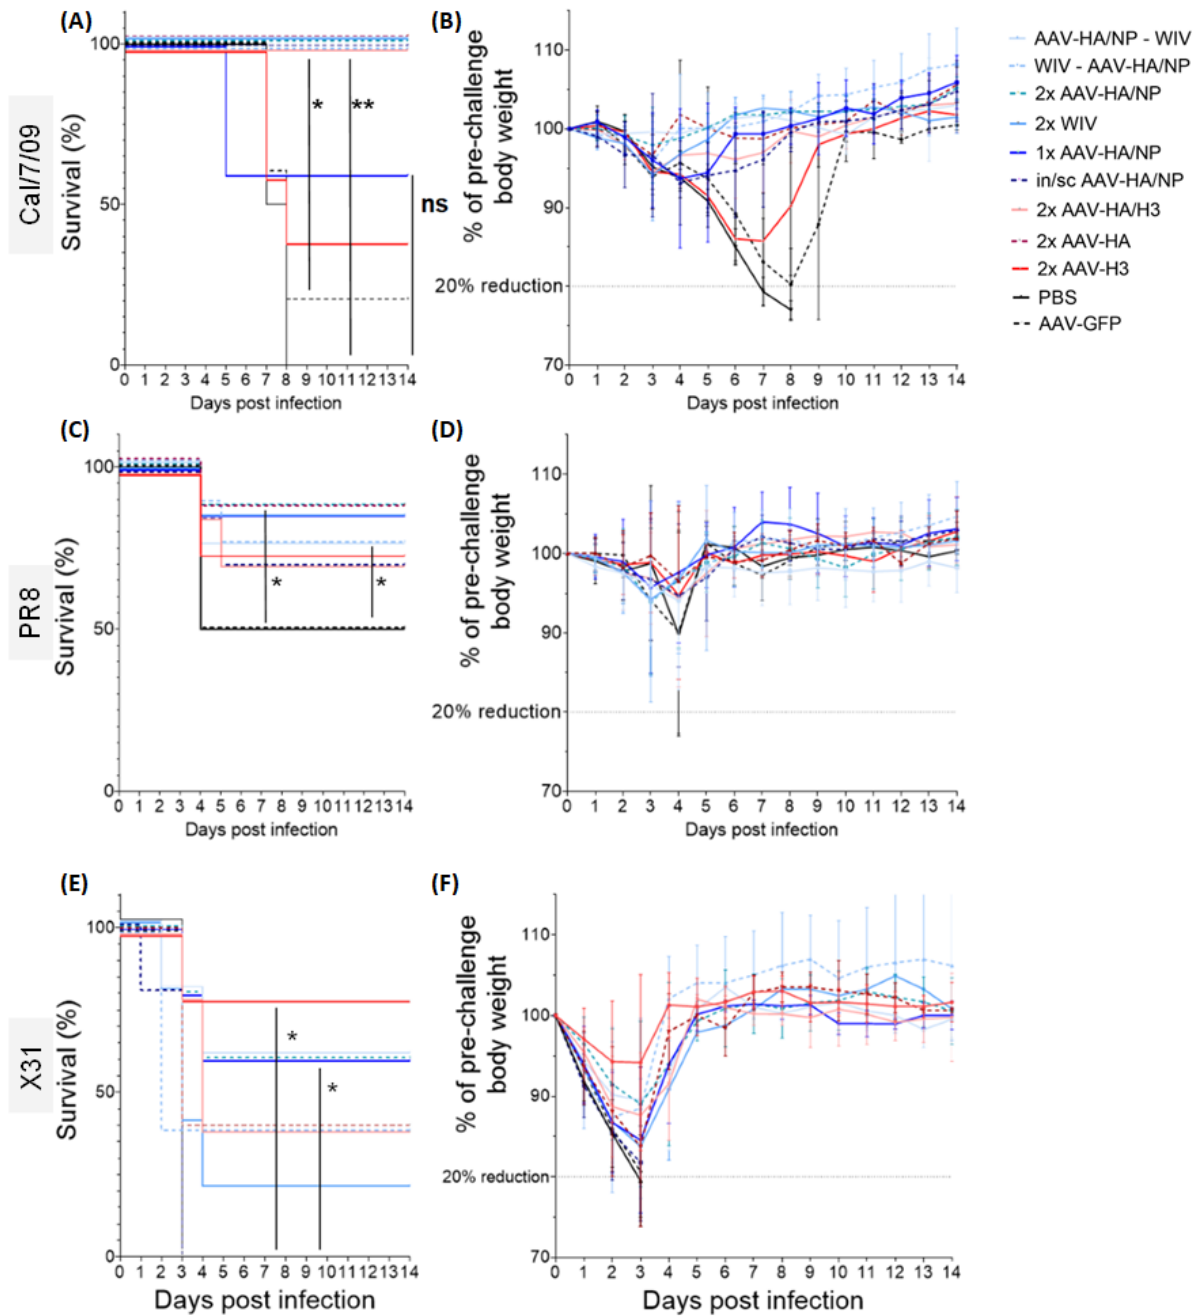 (A)
(B)
Cal/7/09
Survival (%)
100
50
0
0 1 2 3 4 5 6 7 8 9 10 11 12 13 14
Days post infection
*
**
ns
% of pre-challenge
body weight
110
100
90
20% reduction
70
0 1 2 3 4 5 6 7 8 9 10 11 12 13 14
Days post infection
AAV-HA/NP - WIV
WIV - AAV-HA/NP
2x AAV-HA/NP
2x WIV
1x AAV-HA/NP
in/sc AAV-HA/NP
2x AAV-HA/H3
2x AAV-HA
2x AAV-H3
PBS
AAV-GFP
(C)
(D)
PR8
Survival (%)
100
50
0
0 1 2 3 4 5 6 7 8 9 10 11 12 13 14
Days post infection
*
*
% of pre-challenge
body weight
110
100
90
20% reduction
70
0 1 2 3 4 5 6 7 8 9 10 11 12 13 14
Days post infection
(E)
(F)
X31
Survival (%)
100
50
0
0 1 2 3 4 5 6 7 8 9 10 11 12 13 14
Days post infection
*
*
% of pre-challenge
body weight
110
100
90
20% reduction
70
0 1 2 3 4 5 6 7 8 9 10 11 12 13 14
Days post infection